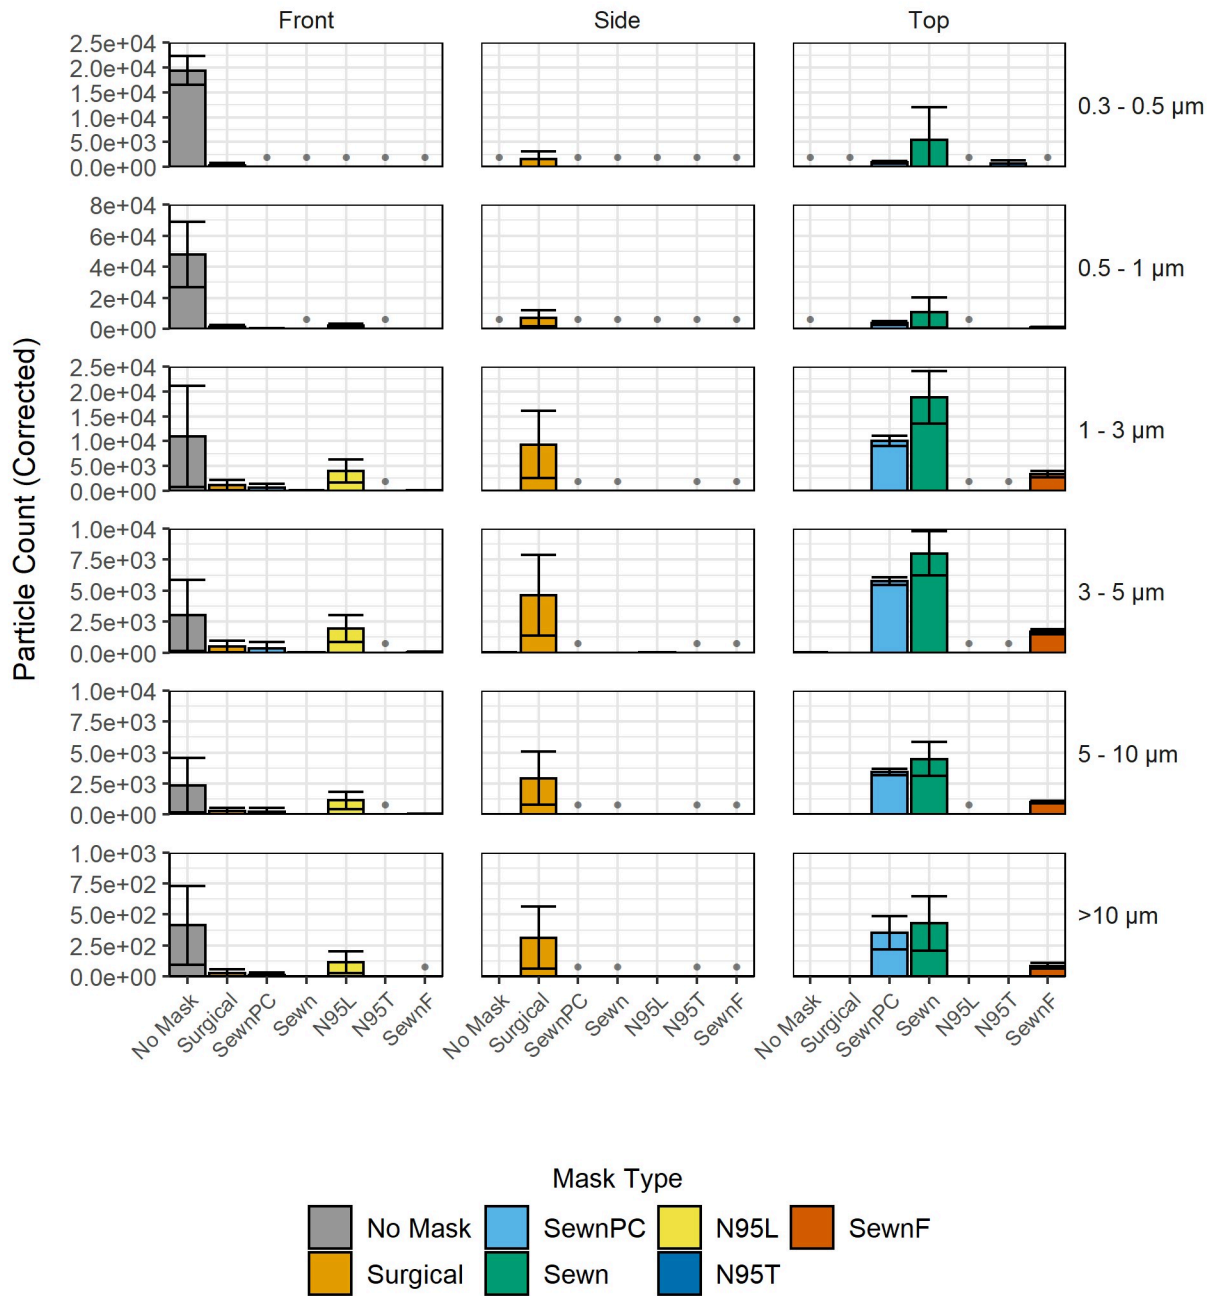 Front Side Top
2.5e+04
2.0e+04
1.5e+04
1.0e+04
5.0e+03
0.0e+00
0.3 - 0.5 µm
8e+04
6e+04
4e+04
2e+04
0e+00
0.5 - 1 µm
2.5e+04
2.0e+04
1.5e+04
1.0e+04
5.0e+03
0.0e+00
1 - 3 µm
1.0e+04
7.5e+03
5.0e+03
2.5e+03
0.0e+00
3 - 5 µm
1.0e+04
7.5e+03
5.0e+03
2.5e+03
0.0e+00
5 - 10 µm
1.0e+03
7.5e+02
5.0e+02
2.5e+02
0.0e+00
>10 µm
Particle Count (Corrected)
No Mask Surgical SewnPC Sewn N95L N95T SewnF
No Mask Surgical SewnPC Sewn N95L N95T SewnF
No Mask Surgical SewnPC Sewn N95L N95T SewnF
Mask Type
No Mask SewnPC N95L SewnF
Surgical Sewn N95T